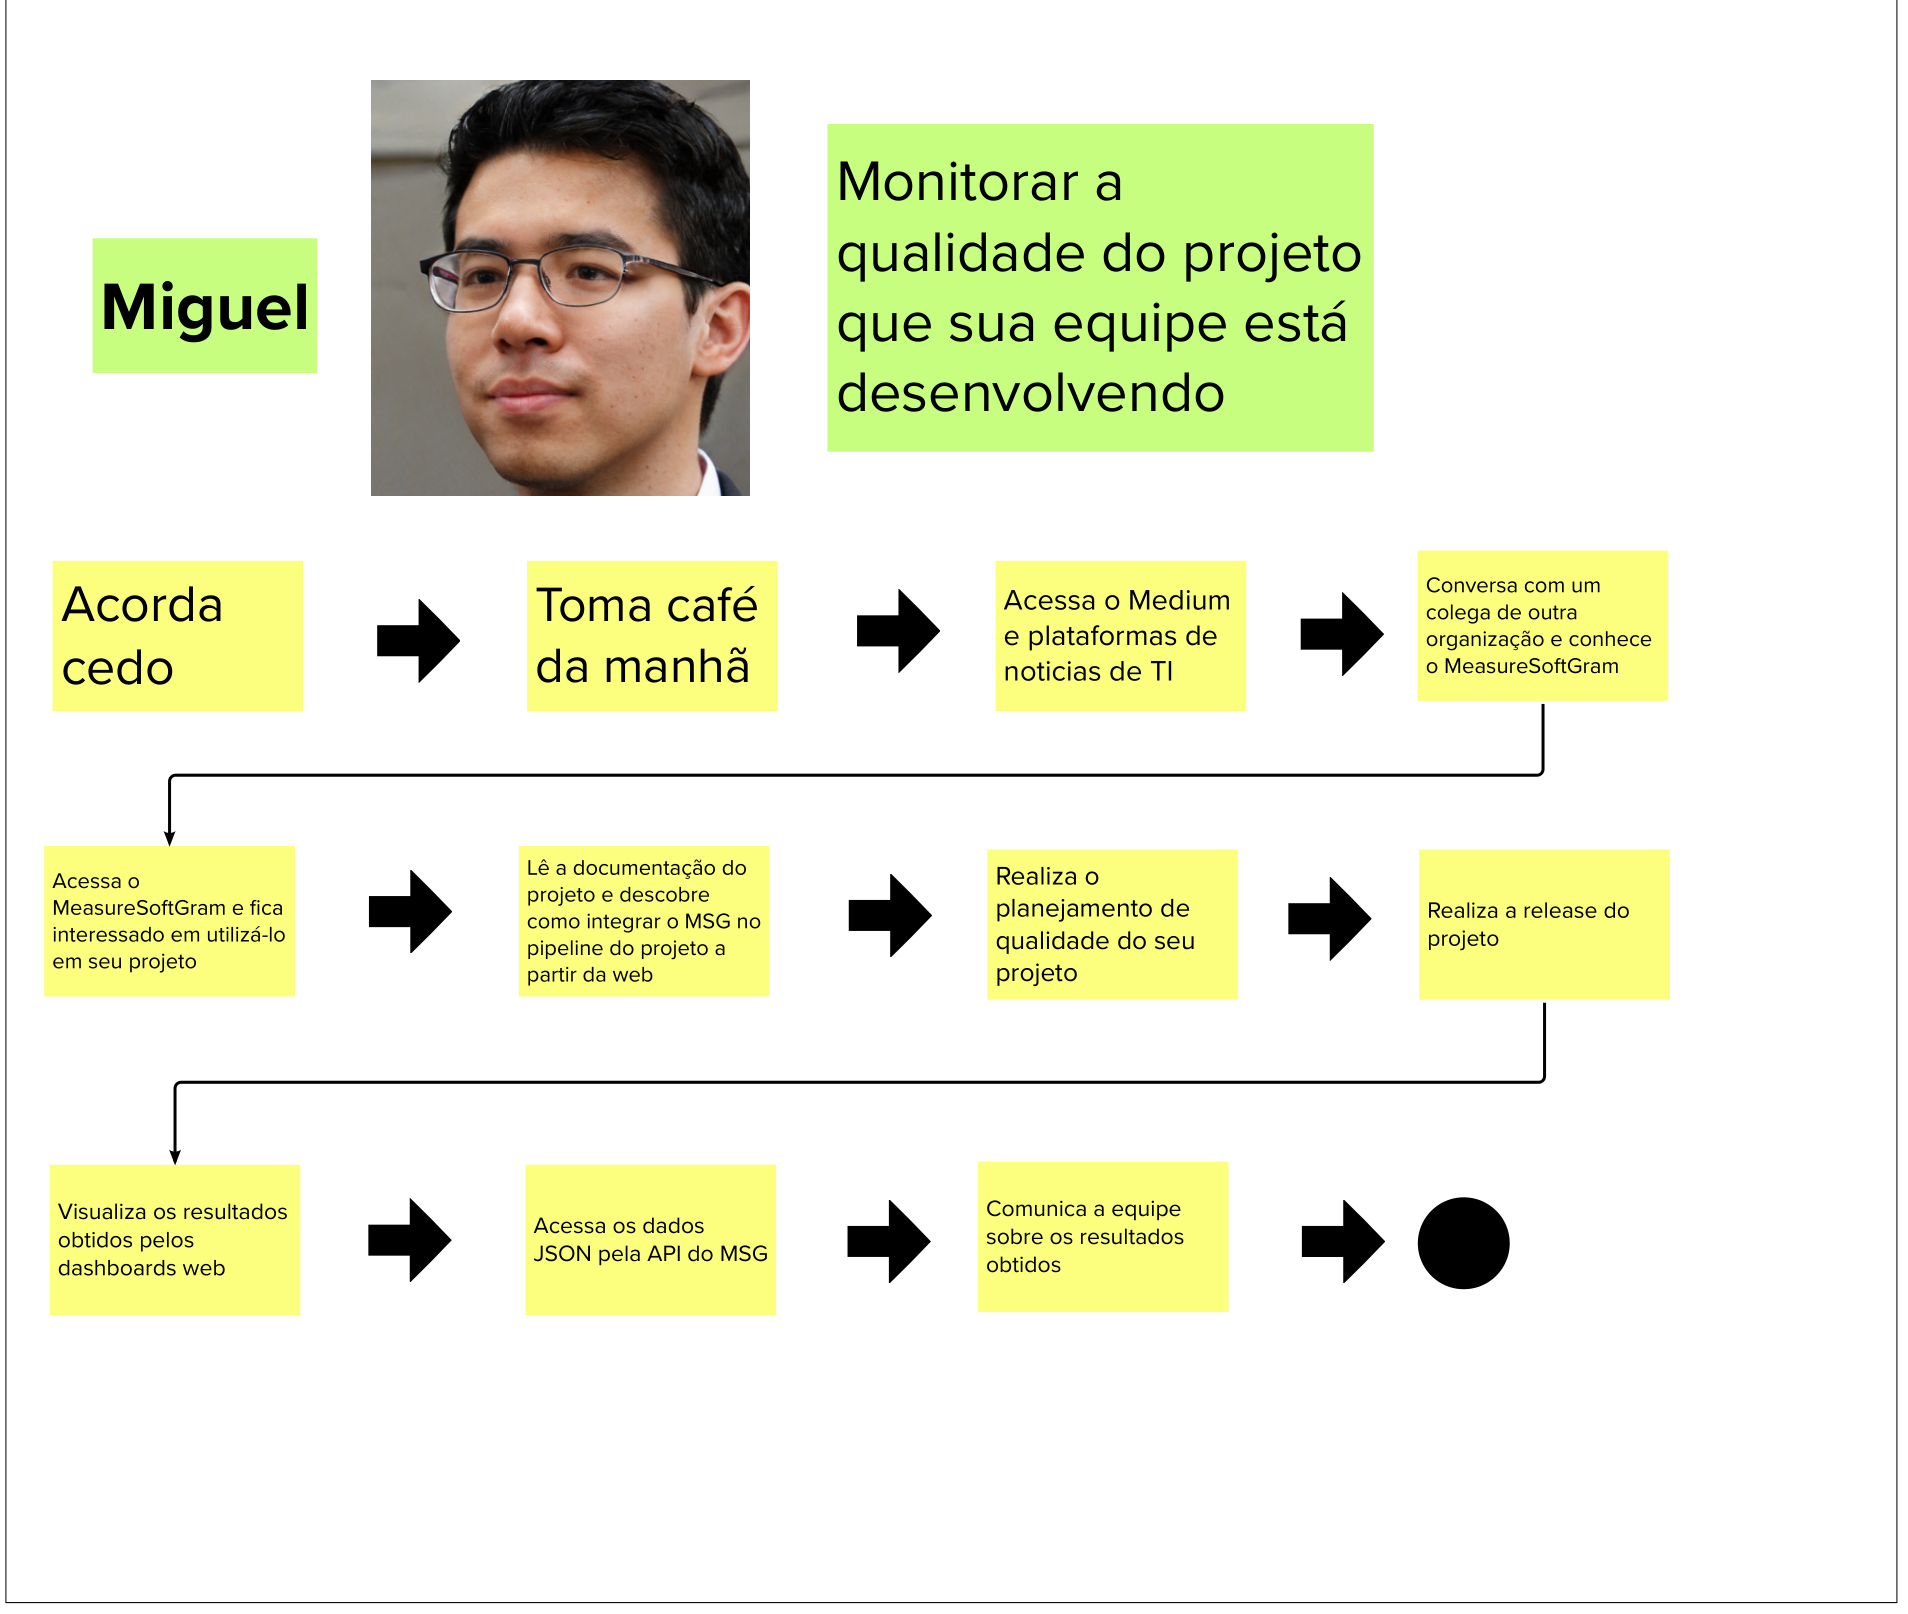 Miguel
Monitorar a
qualidade do projeto
que sua equipe está
desenvolvendo
Acorda
cedo
Toma café
da manhã
Acessa o Medium
e plataformas de
noticias de TI
Conversa com um
colega de outra
organização e conhece
o MeasureSoftGram
Acessa o
MeasureSoftGram e fica
interessado em utilizá-lo
em seu projeto
Lê a documentação do
projeto e descobre
como integrar o MSG no
pipeline do projeto a
partir da web
Realiza o
planejamento de
qualidade do seu
projeto
Realiza a release do
projeto
Visualiza os resultados
obtidos pelos
dashboards web
Acessa os dados
JSON pela API do MSG
Comunica a equipe
sobre os resultados
obtidos